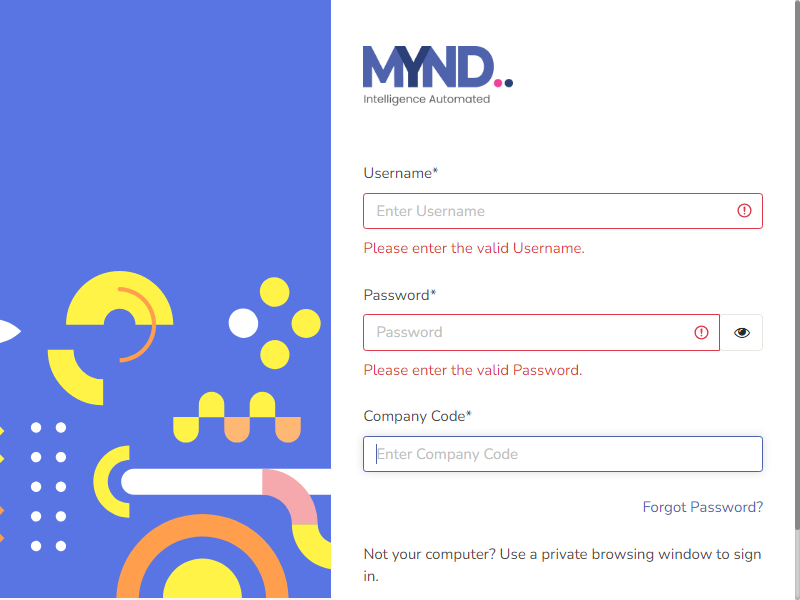 MYND..
Intelligence Automated
Username*
Enter Username
Please enter the valid Username.
Password*
Password
Please enter the valid Password.
Company Code*
Enter Company Code
Forgot Password?
Not your computer? Use a private browsing window to sign
in.